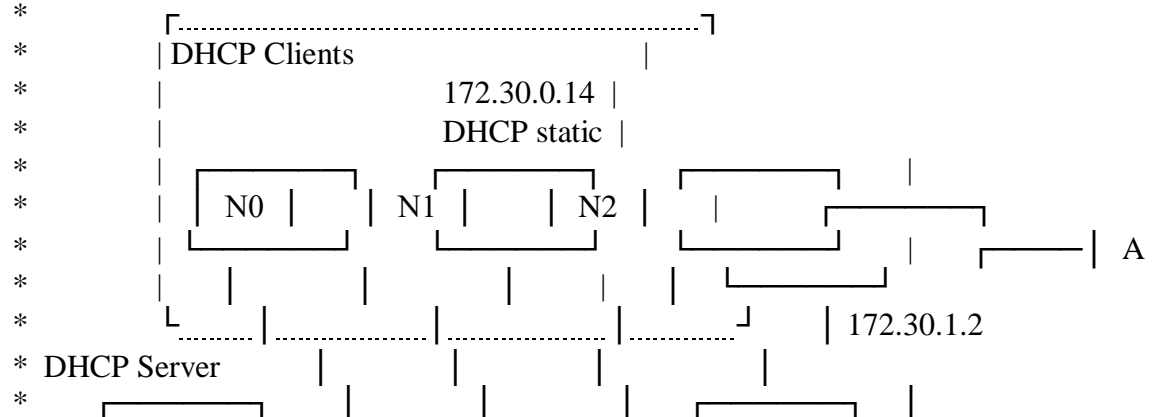 *
* DHCP Clients
* 172.30.0.14
* DHCP static
*
* N0 N1 N2
* A
*
* 172.30.1.2
* DHCP Server
*